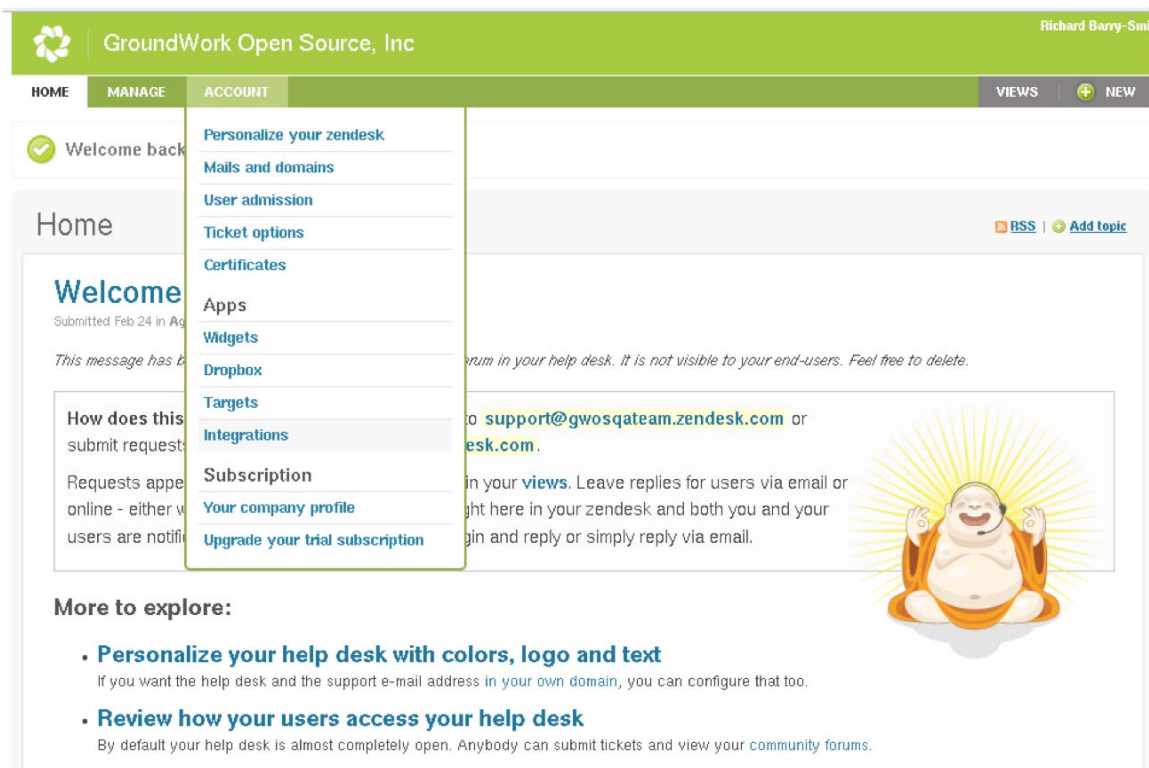 Richard Barry-Smi
GroundWork Open Source, Inc
HOME MANAGE ACCOUNT VIEWS NEW
Personalize your zendesk
Welcome back
Mails and domains
User admission
Home
Ticket options
RSS | Add topic
Certificates
Welcome
Apps
Submitted Feb 24 in Ag
Widgets
This message has b orum in your help desk. It is not visible to your end-users. Feel free to delete.
Dropbox
Targets
How does this to support@gwosqateam.zendesk.com or
Integrations
submit requests esk.com.
Subscription
Requests appe in your views. Leave replies for users via email or
Your company profile
online - either w ght here in your zendesk and both you and your
Upgrade your trial subscription
users are notifi gin and reply or simply reply via email.
More to explore:
• Personalize your help desk with colors, logo and text
If you want the help desk and the support e-mail address in your own domain, you can configure that too.
• Review how your users access your help desk
By default your help desk is almost completely open. Anybody can submit tickets and view your community forums.